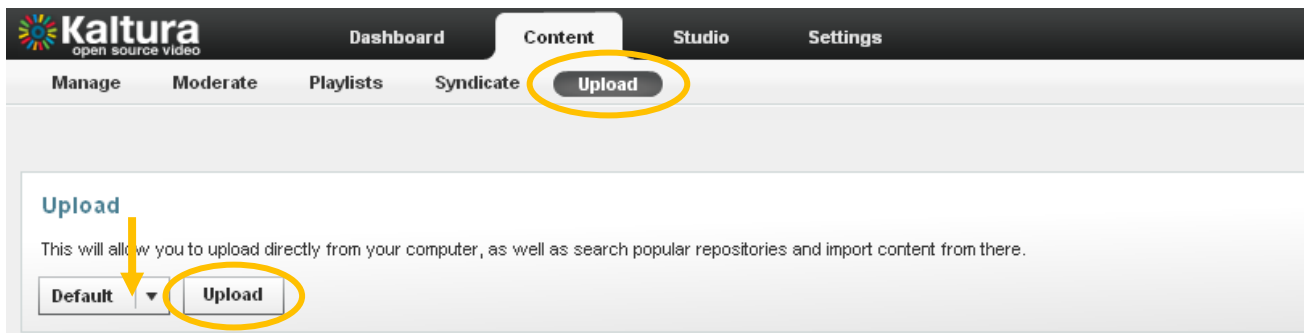 Kaltura
open source video
Dashboard Content Studio Settings
Manage Moderate Playlists Syndicate Upload
Upload
This will allow you to upload directly from your computer, as well as search popular repositories and import content from there.
Default Upload